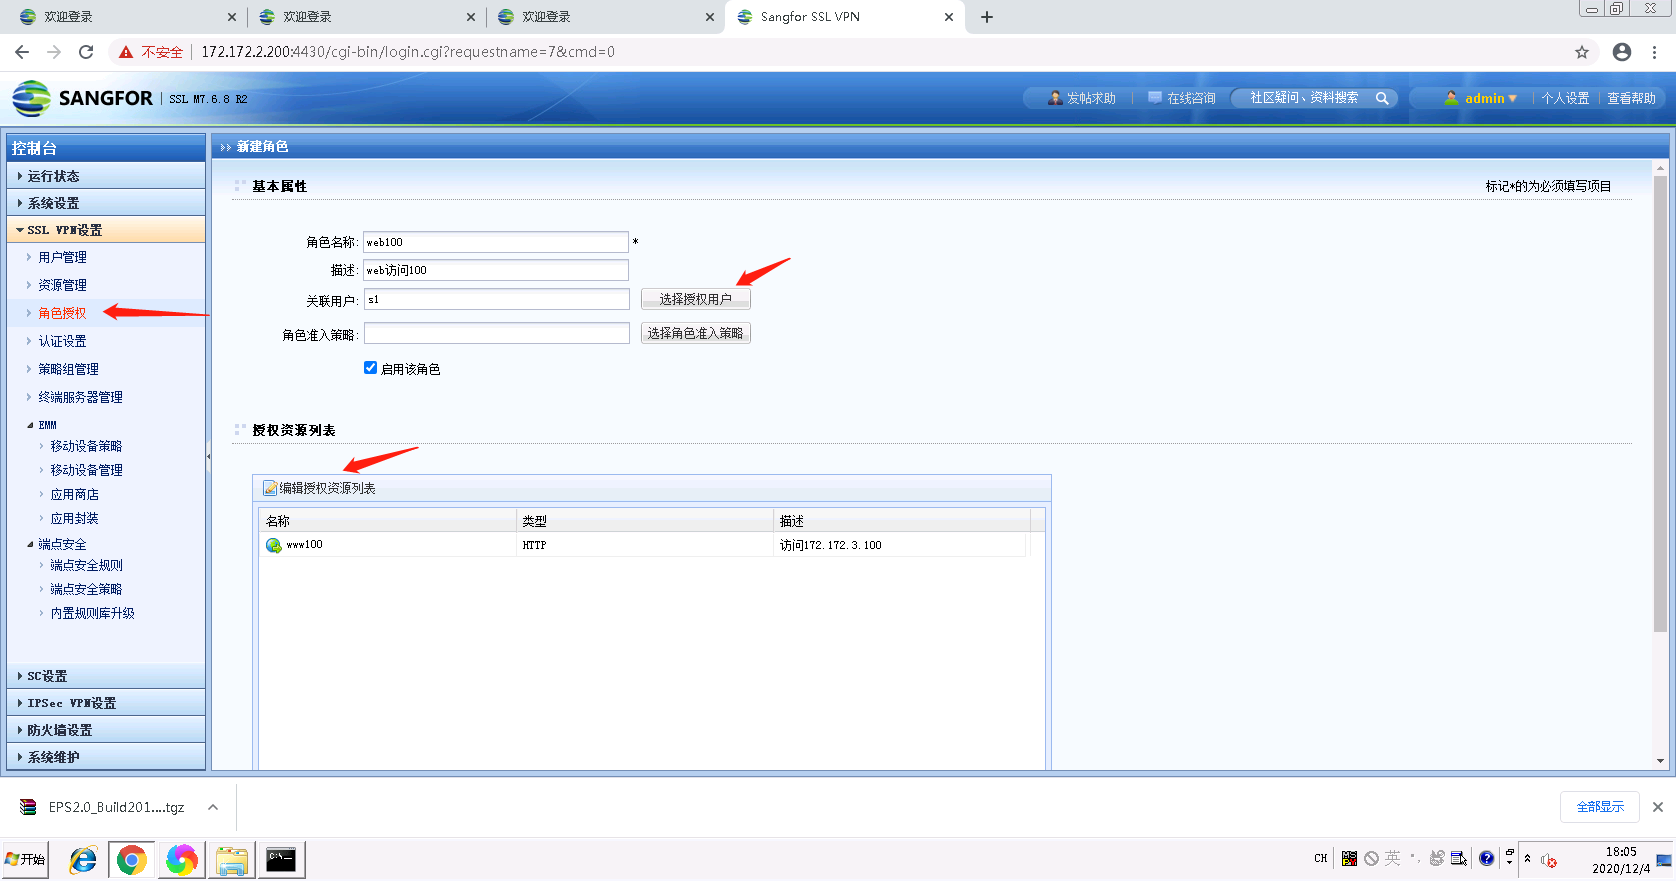 欢迎登录
欢迎登录
欢迎登录
Sangfor SSL VPN
不安全
172.172.2.200:4430/cgi-bin/login.cgi?requestname=7&cmd=0
SANGFOR
SSL M7.6.8 R2
发帖求助
在线咨询
社区疑问、资料搜索
admin
个人设置
查看帮助
控制台
运行状态
系统设置
SSL VPN设置
用户管理
资源管理
角色授权
认证设置
策略组管理
终端服务器管理
EMM
移动设备策略
移动设备管理
应用商店
应用封装
端点安全
端点安全规则
端点安全策略
内置规则库升级
SC设置
IPSec VPN设置
防火墙设置
系统维护
新建角色
基本属性
标记*的为必须填写项目
角色名称: web100 *
描述: web访问100
关联用户: s1 选择授权用户
角色准入策略: 选择角色准入策略
启用该角色
授权资源列表
编辑授权资源列表
名称 类型 描述
www100 HTTP 访问172.172.3.100
EPS2.0_Build201....tgz
全部显示
开始
C:\_
CH
英
18:05
2020/12/4